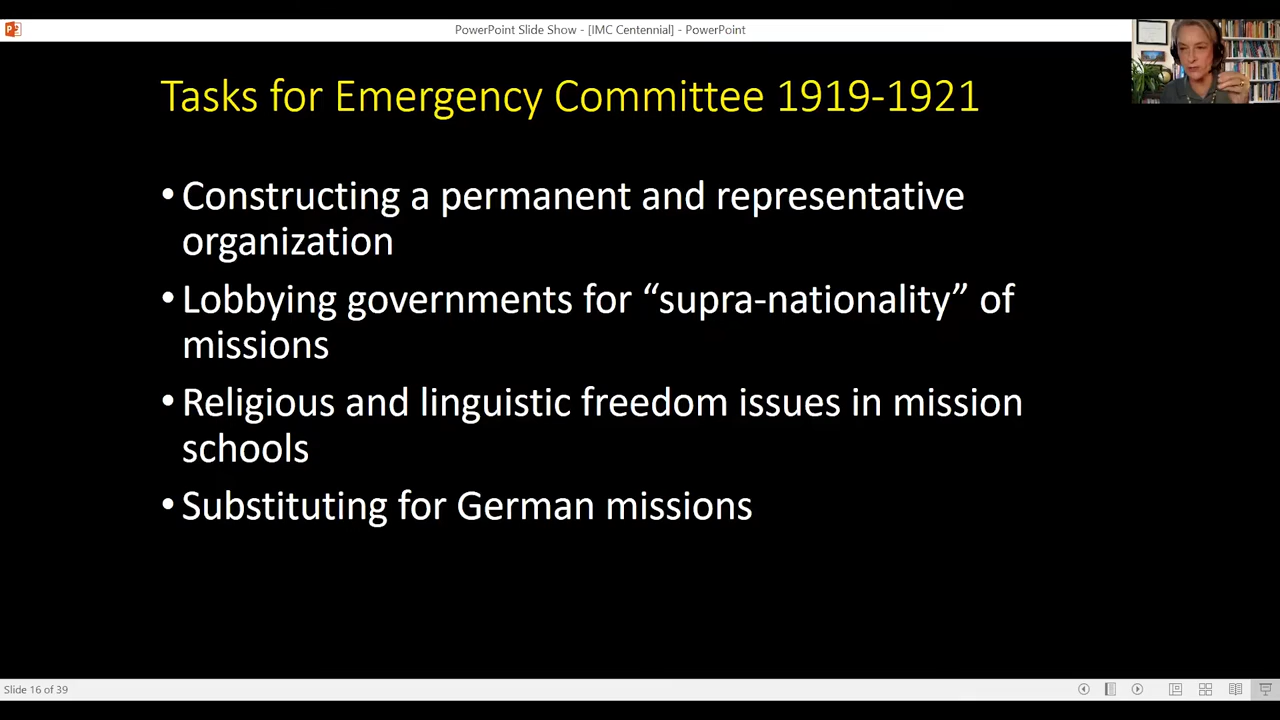 PowerPoint Slide Show - [IMC Centennial] - PowerPoint
Tasks for Emergency Committee 1919-1921
• Constructing a permanent and representative
organization
• Lobbying governments for “supra-nationality” of
missions
• Religious and linguistic freedom issues in mission
schools
• Substituting for German missions
Slide 16 of 39